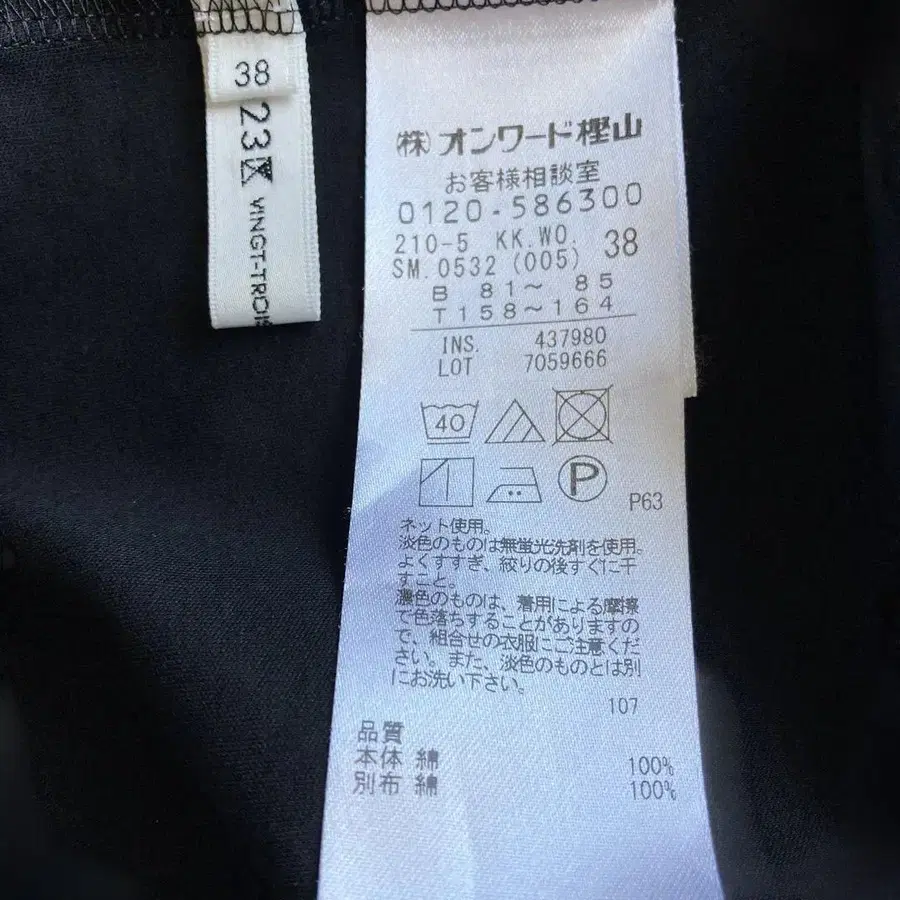 38
23区
VINGT-TROIS
㈱オンワード樫山
お客様相談室
0120-586300
210-5 KK.WO. 38
SM.0532 (005)
B 81～ 85
T158～164
INS. 437980
LOT 7059666
40
P
P63
ネット使用。
淡色のものは無蛍光洗剤を使用。
よくすすぎ、絞りの後すぐに干
すこと。
濃色のものは、着用による摩擦
で色落ちすることがありますの
で、組合せの衣服にご注意くだ
さい。また、淡色のものとは別
にお洗い下さい。
107
品質
本体 綿 100%
別布 綿 100%